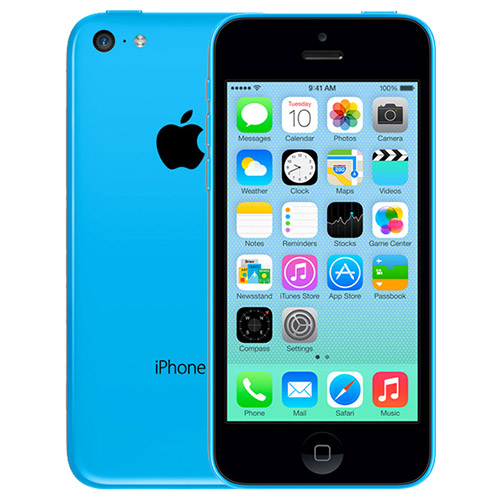 9:41 AM 100%
Tuesday
10
Messages Calendar Photos Camera
280
Weather Clock Maps Videos
Notes Reminders Stocks Game Center
Newsstand iTunes Store App Store Passbook
Compass Settings
iPhone
Phone Mail Safari Music